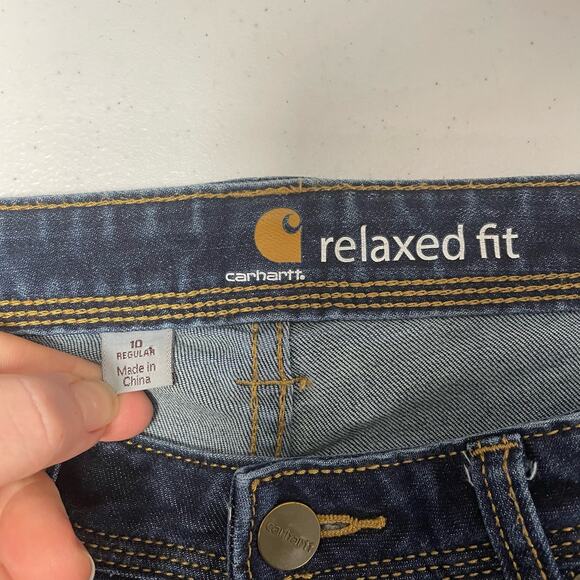 carhartt.
relaxed fit
10
REGULAR
Made in
China
carhartt